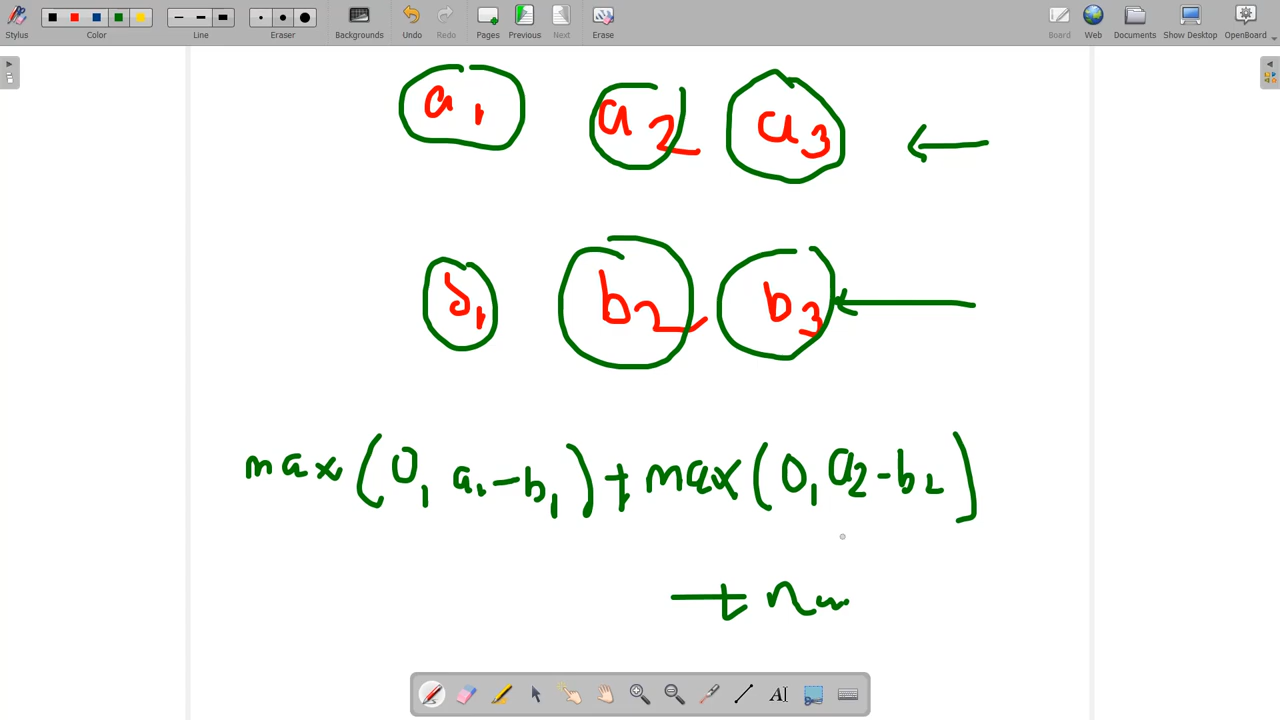 Stylus Color Line Eraser Backgrounds Undo Redo Pages Previous Next Erase Board Web Documents Show Desktop OpenBoard
a1 a2 a3
b1 b2 b3
max(0, a1-b1) + max(0, a2-b2)
+
AI